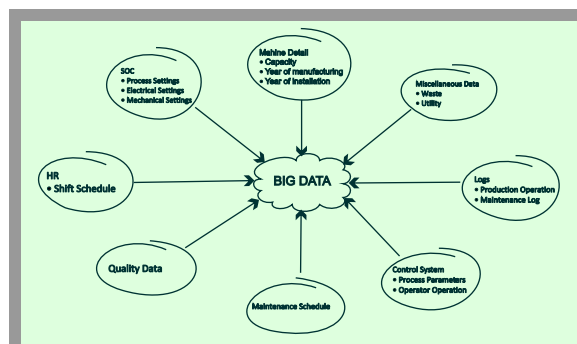 Mahine Detail
• Capacity
• Year of manufacturing
• Year of Installation
SOC
• Process Settings
• Electrical Settings
• Mechanical Settings
Miscellaneous Data
• Waste
• Utility
HR
• Shift Schedule
BIG DATA
Logs
• Production Operation
• Maintenance Log
Quality Data
Control System
• Process Parameters
• Operator Operation
Maintenance Schedule